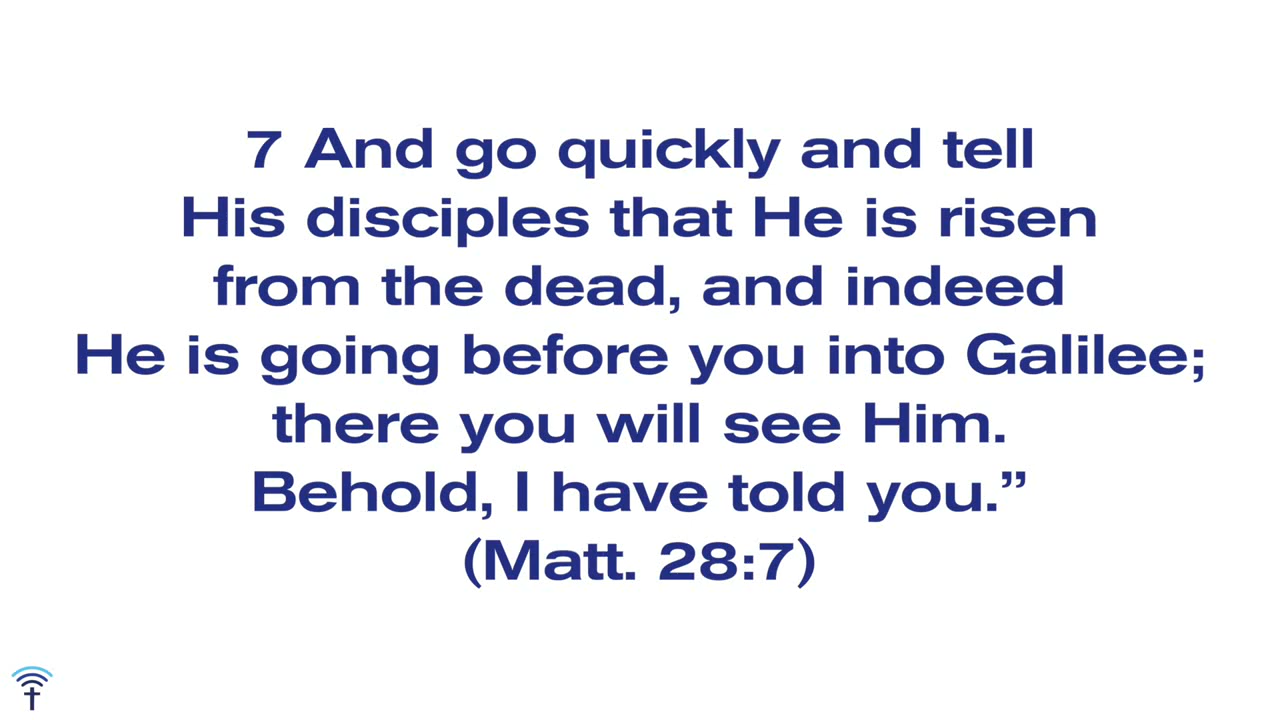 7 And go quickly and tell
His disciples that He is risen
from the dead, and indeed
He is going before you into Galilee;
there you will see Him.
Behold, I have told you.”
(Matt. 28:7)